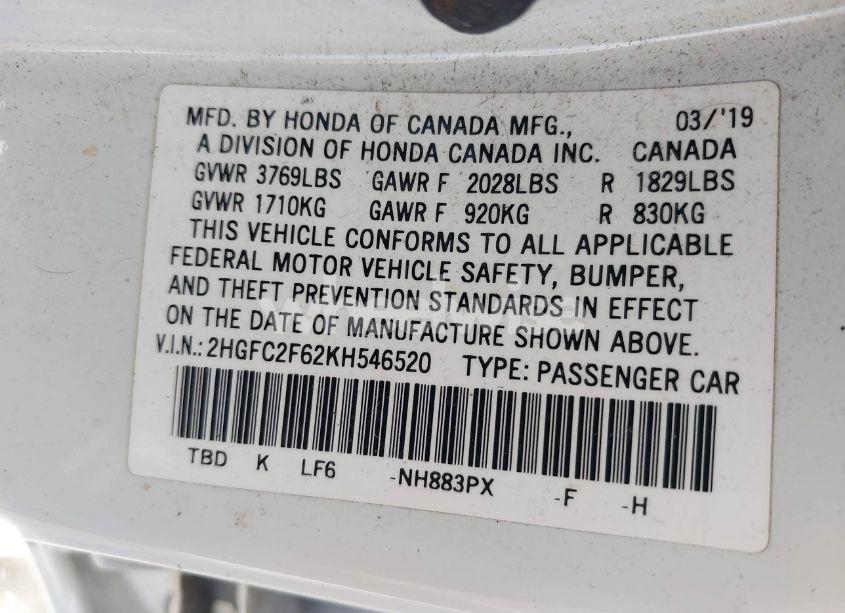 MFD. BY HONDA OF CANADA MFG., 03/'19
A DIVISION OF HONDA CANADA INC. CANADA
GVWR 3769LBS GAWR F 2028LBS R 1829LBS
GVWR 1710KG GAWR F 920KG R 830KG
THIS VEHICLE CONFORMS TO ALL APPLICABLE
FEDERAL MOTOR VEHICLE SAFETY, BUMPER,
AND THEFT PREVENTION STANDARDS IN EFFECT
ON THE DATE OF MANUFACTURE SHOWN ABOVE.
V.I.N.: 2HGFC2F62KH546520 TYPE: PASSENGER CAR
TBD K LF6 -NH883PX -F -H